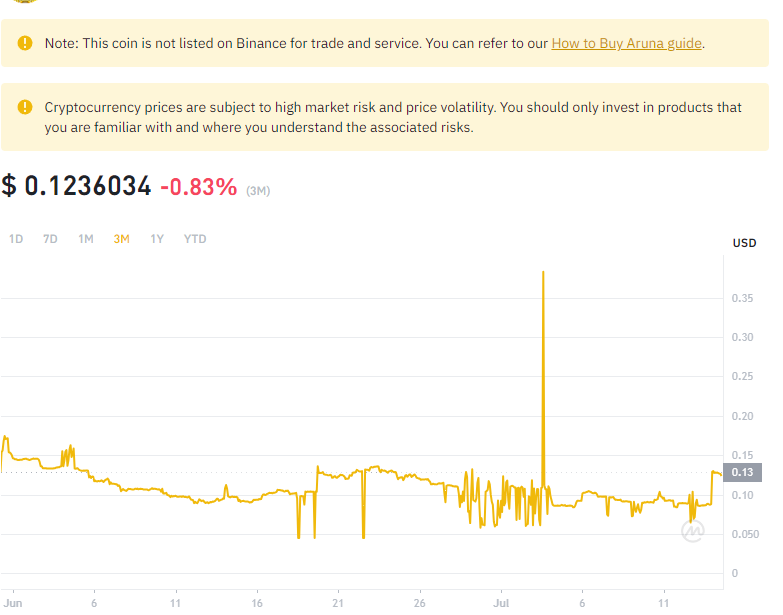 Note: This coin is not listed on Binance for trade and service. You can refer to our How to Buy Aruna guide.
Cryptocurrency prices are subject to high market risk and price volatility. You should only invest in products that
you are familiar with and where you understand the associated risks.
$ 0.1236034 -0.83% (3M)
1D 7D 1M 3M 1Y YTD
USD
0.35
0.30
0.25
0.20
0.15
0.13
0.10
0.050
0
Jun 6 11 16 21 26 Jul 6 11